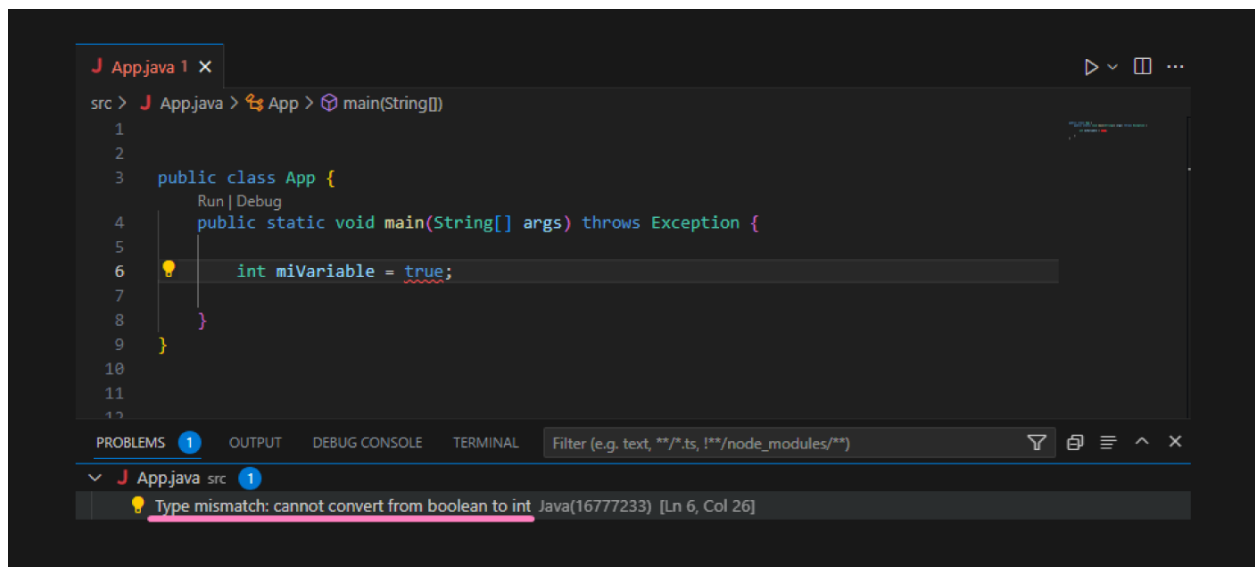 J App.java 1 ×
src > J App.java > App > main(String[])
1
2
3 public class App {
Run | Debug
4 public static void main(String[] args) throws Exception {
5
6 int miVariable = true;
7
8 }
9 }
10
11
12
PROBLEMS 1 OUTPUT DEBUG CONSOLE TERMINAL Filter (e.g. text, **/*.ts, !**/node_modules/**)
J App.java src 1
Type mismatch: cannot convert from boolean to int Java(16777233) [Ln 6, Col 26]